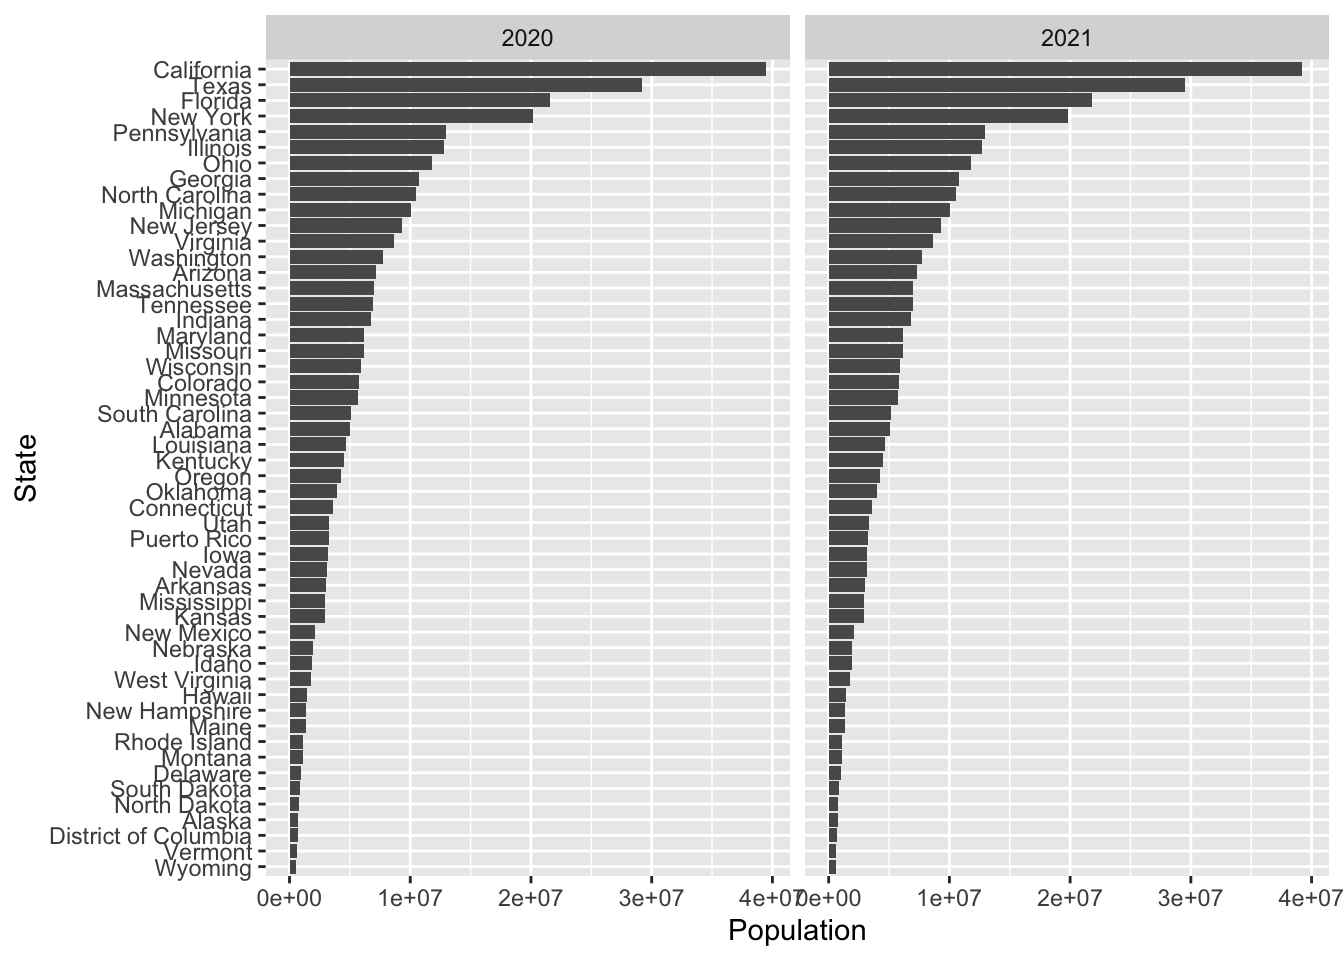 2020
2021
California
Texas
Florida
New York
Pennsylvania
Illinois
Ohio
Georgia
North Carolina
Michigan
New Jersey
Virginia
Washington
Arizona
Massachusetts
Tennessee
Indiana
Maryland
Missouri
Wisconsin
Colorado
Minnesota
South Carolina
Alabama
Louisiana
Kentucky
Oregon
Oklahoma
Connecticut
Utah
Puerto Rico
Iowa
Nevada
Arkansas
Mississippi
Kansas
New Mexico
Nebraska
Idaho
West Virginia
Hawaii
New Hampshire
Maine
Rhode Island
Montana
Delaware
South Dakota
North Dakota
Alaska
District of Columbia
Vermont
Wyoming
State
0e+00 1e+07 2e+07 3e+07 4e+07
0e+00 1e+07 2e+07 3e+07 4e+07
Population